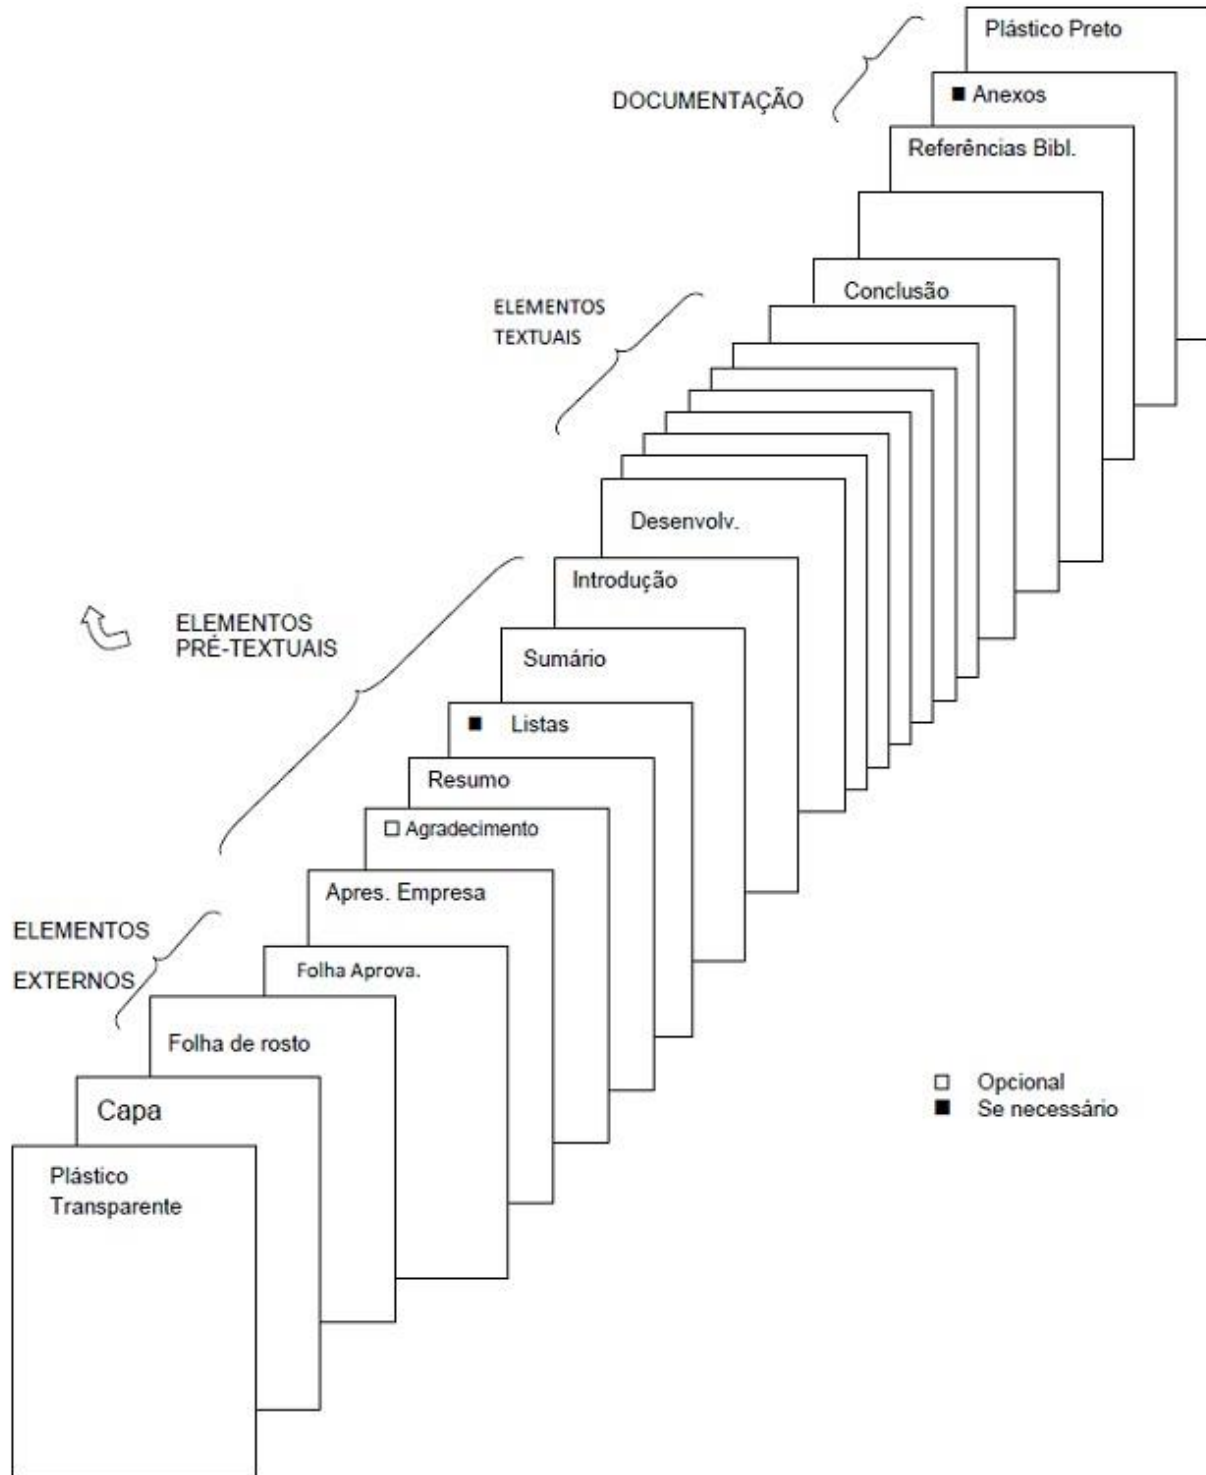 Plástico Preto
DOCUMENTAÇÃO
■ Anexos
Referências Bibl.
Conclusão
ELEMENTOS
TEXTUAIS
Desenvolv.
Introdução
ELEMENTOS
PRÉ-TEXTUAIS
Sumário
■ Listas
Resumo
□ Agradecimento
Apres. Empresa
ELEMENTOS
EXTERNOS
Folha Aprova.
Folha de rosto
Capa
Plástico
Transparente
□ Opcional
■ Se necessário